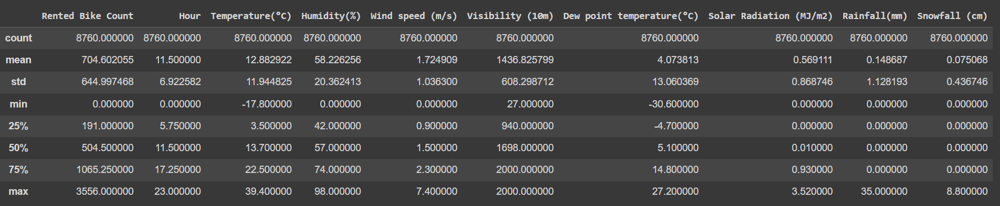 Rented Bike Count Hour Temperature(°C) Humidity(%) Wind speed (m/s) Visibility (10m) Dew point temperature(°C) Solar Radiation (MJ/m2) Rainfall(mm) Snowfall (cm)
count 8760.000000 8760.000000 8760.000000 8760.000000 8760.000000 8760.000000 8760.000000 8760.000000 8760.000000 8760.000000
mean 704.602055 11.500000 12.882922 58.226256 1.724909 1436.825799 4.073813 0.569111 0.148687 0.075068
std 644.997468 6.922582 11.944825 20.362413 1.036300 608.298712 13.060369 0.868746 1.128193 0.436746
min 0.000000 0.000000 -17.800000 0.000000 0.000000 27.000000 -30.600000 0.000000 0.000000 0.000000
25% 191.000000 5.750000 3.500000 42.000000 0.900000 940.000000 -4.700000 0.000000 0.000000 0.000000
50% 504.500000 11.500000 13.700000 57.000000 1.500000 1698.000000 5.100000 0.010000 0.000000 0.000000
75% 1065.250000 17.250000 22.500000 74.000000 2.300000 2000.000000 14.800000 0.930000 0.000000 0.000000
max 3556.000000 23.000000 39.400000 98.000000 7.400000 2000.000000 27.200000 3.520000 35.000000 8.800000